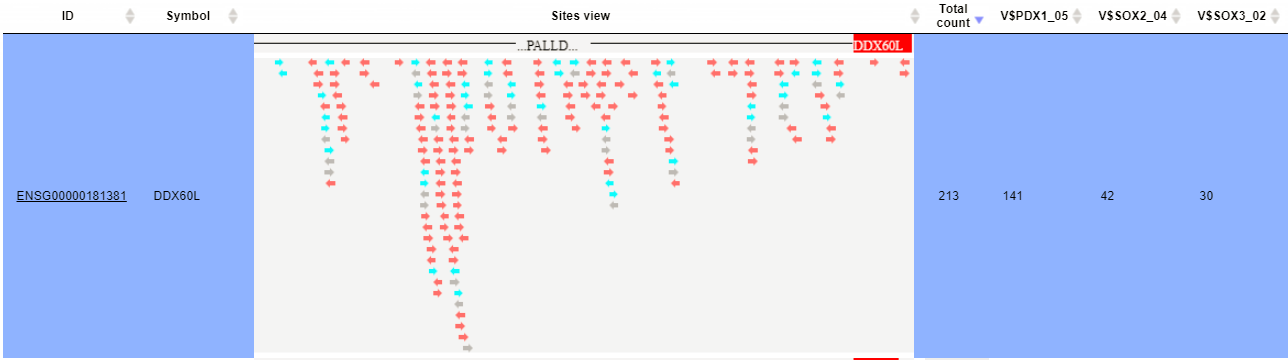 ID Symbol Sites view Total count V$PDX1_05 V$SOX2_04 V$SOX3_02
...PALLD... DDX60L
ENSG00000181381 DDX60L 213 141 42 30